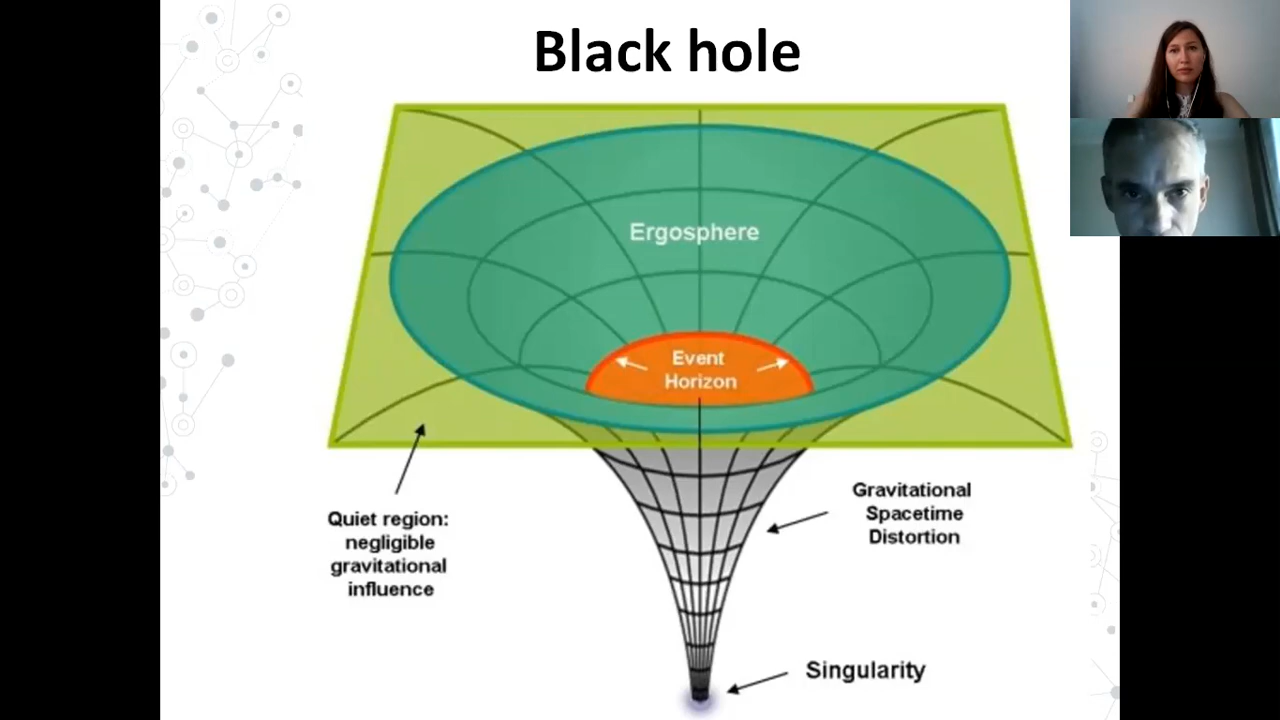 Black hole
Ergosphere
Event
Horizon
Quiet region:
negligible
gravitational
influence
Gravitational
Spacetime
Distortion
Singularity